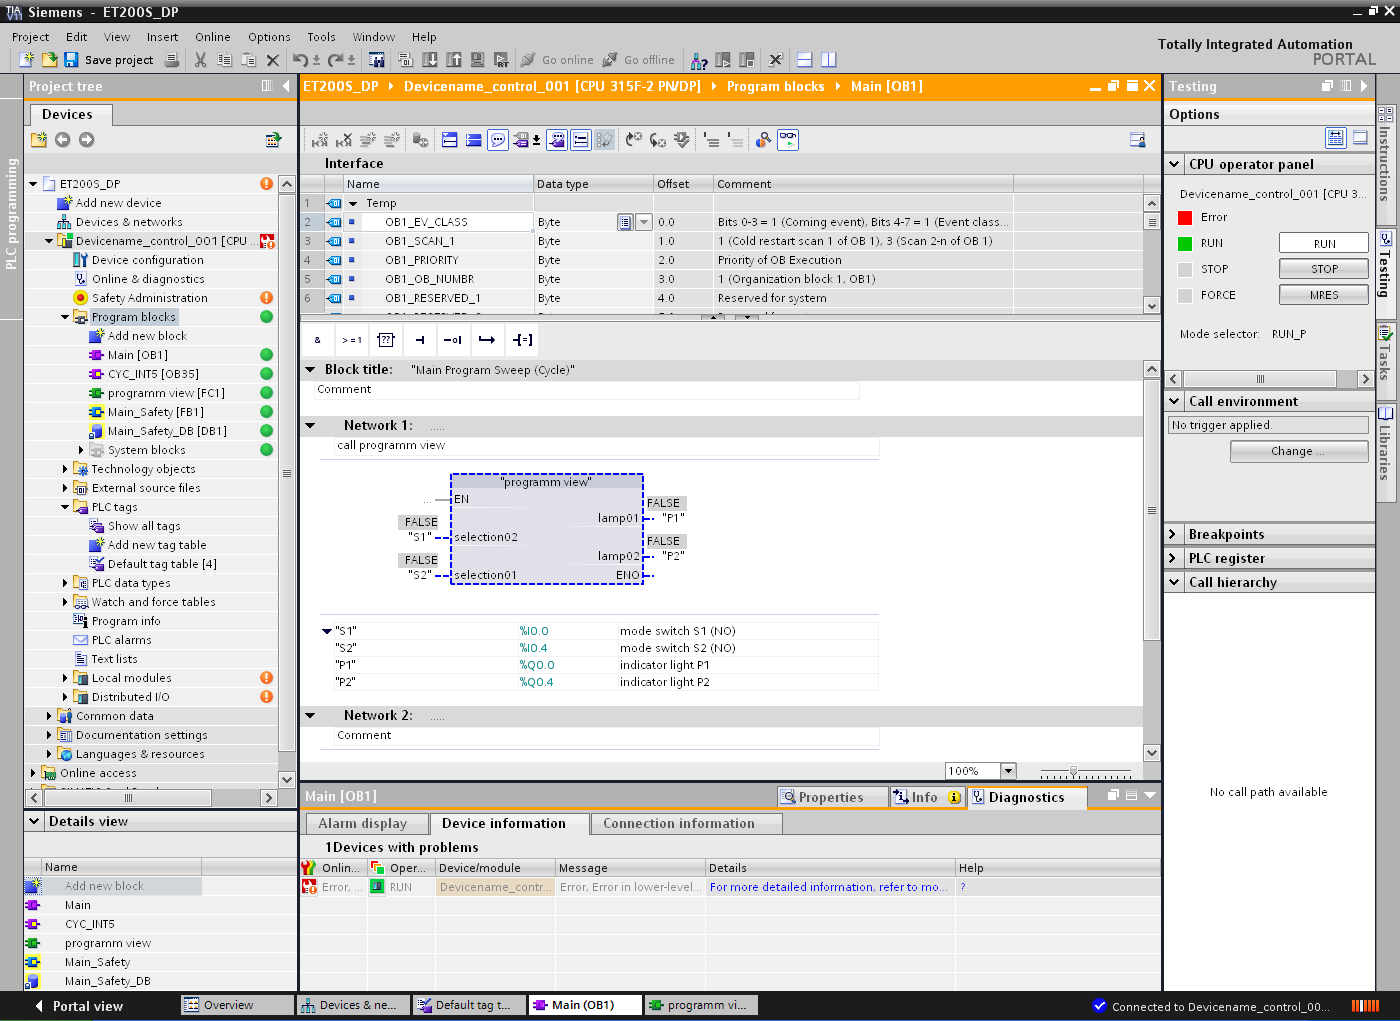 Siemens - ET200S_DP
Project Edit View Insert Online Options Tools Window Help
Save project Go online Go offline
Totally Integrated Automation
PORTAL
Project tree
Devices
PLC programming
ET200S_DP
Add new device
Devices & networks
Devicename_control_001 [CPU ...
Device configuration
Online & diagnostics
Safety Administration
Program blocks
Add new block
Main [OB1]
CYC_INT5 [OB35]
programm view [FC1]
Main_Safety [FB1]
Main_Safety_DB [DB1]
System blocks
Technology objects
External source files
PLC tags
Show all tags
Add new tag table
Default tag table [4]
PLC data types
Watch and force tables
Program info
PLC alarms
Text lists
Local modules
Distributed I/O
Common data
Documentation settings
Languages & resources
Online access
Details view
Name
Add new block
Main
CYC_INT5
programm view
Main_Safety
Main_Safety_DB
ET200S_DP Devicename_control_001 [CPU 315F-2 PN/DP] Program blocks Main [OB1]
Interface
Name Data type Offset Comment
1 Temp
2 OB1_EV_CLASS Byte 0.0 Bits 0-3 = 1 (Coming event), Bits 4-7 = 1 (Event class...
3 OB1_SCAN_1 Byte 1.0 1 (Cold restart scan 1 of OB 1), 3 (Scan 2-n of OB 1)
4 OB1_PRIORITY Byte 2.0 Priority of OB Execution
5 OB1_OB_NUMBR Byte 3.0 1 (Organization block 1, OB1)
6 OB1_RESERVED_1 Byte 4.0 Reserved for system
& >=1 ??
Block title: "Main Program Sweep (Cycle)"
Comment
Network 1: .....
call programm view
"programm view"
... EN
FALSE
lamp01 "P1"
FALSE
"S1" selection02
FALSE
lamp02 "P2"
FALSE
"S2" selection01 ENO
"S1" %I0.0 mode switch S1 (NO)
"S2" %I0.4 mode switch S2 (NO)
"P1" %Q0.0 indicator light P1
"P2" %Q0.4 indicator light P2
Network 2: .....
Comment
100%
Main [OB1]
Properties Info Diagnostics
Alarm display Device information Connection information
1Devices with problems
Onlin... Oper... Device/module Message Details Help
Error, ... RUN Devicename_contr... Error, Error in lower-level... For more detailed information, refer to mo... ?
Testing
Options
CPU operator panel
Devicename_control_001 [CPU 3...
Error
RUN RUN
STOP STOP
FORCE MRES
Mode selector: RUN_P
Call environment
No trigger applied.
Change ...
Breakpoints
PLC register
Call hierarchy
No call path available
Instructions
Testing
Tasks
Libraries
Portal view Overview Devices & ne... Default tag t... Main (OB1) programm vi... Connected to Devicename_control_00...